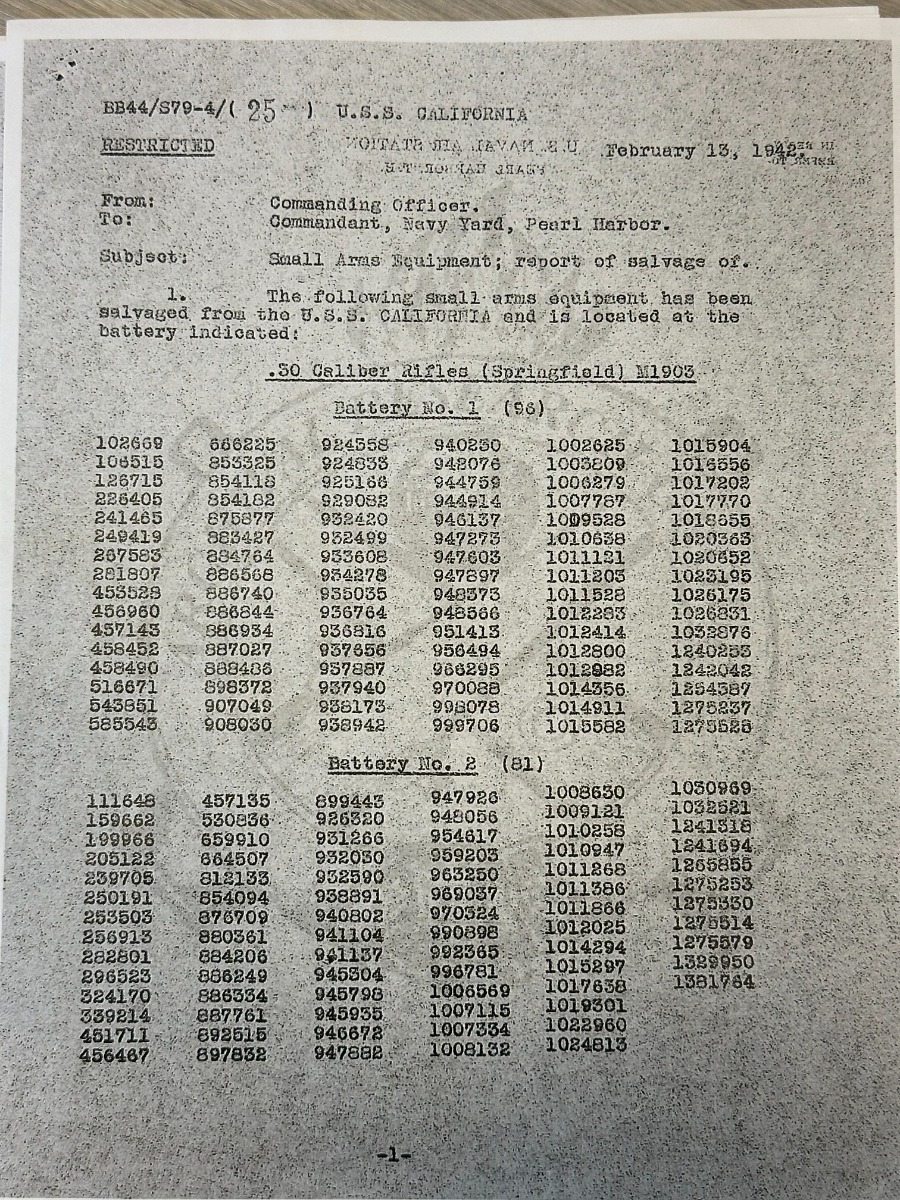 BB44/S79-4/( 25 ) U.S.S. CALIFORNIA
RESTRICTED U.S. NAVAL AIR STATION February 13, 1942
PEARL HARBOR, T.H.
From: Commanding Officer.
To: Commandant, Navy Yard, Pearl Harbor.
Subject: Small Arms Equipment; report of salvage of.
1. The following small arms equipment has been
salvaged from the U.S.S. CALIFORNIA and is located at the
battery indicated:
.30 Caliber Rifles (Springfield) M1903
Battery No. 1 (96)
102669 666225 924358 940230 1002625 1015904
106515 853325 924833 942076 1003809 1016556
126715 854118 925166 944759 1006279 1017202
226405 854182 929082 944914 1007787 1017770
241465 875877 932420 946137 1009528 1018655
249419 883427 932499 947273 1010638 1020363
267583 884764 933608 947603 1011121 1020652
281807 886568 934278 947897 1011203 1023195
453528 886740 935035 948373 1011528 1026175
456960 886844 936764 948566 1012283 1026831
457143 886934 936816 951413 1012414 1032876
458452 887027 937656 956494 1012800 1240253
458490 888486 937887 966295 1012982 1242042
516671 898372 937940 970088 1014356 1254387
543851 907049 938173 998078 1014911 1275237
585543 908030 938942 999706 1015582 1275525
Battery No. 2 (81)
111648 457135 899443 947926 1008630 1030969
159662 530836 926320 948056 1009121 1032521
199966 659910 931266 954617 1010258 1241318
205122 664507 932030 959203 1010947 1241694
239705 812133 932590 963250 1011268 1265855
250191 854094 938891 969037 1011386 1275253
253503 876709 940802 970324 1011866 1275330
256913 880361 941104 990898 1012025 1275514
282801 884206 941137 992365 1014294 1275579
296523 886249 945304 996781 1015297 1329950
324170 886334 945798 1006569 1017638 1381764
339214 887761 945935 1007115 1019301
451711 892515 946672 1007334 1022960
456467 897832 947882 1008132 1024813
-1-